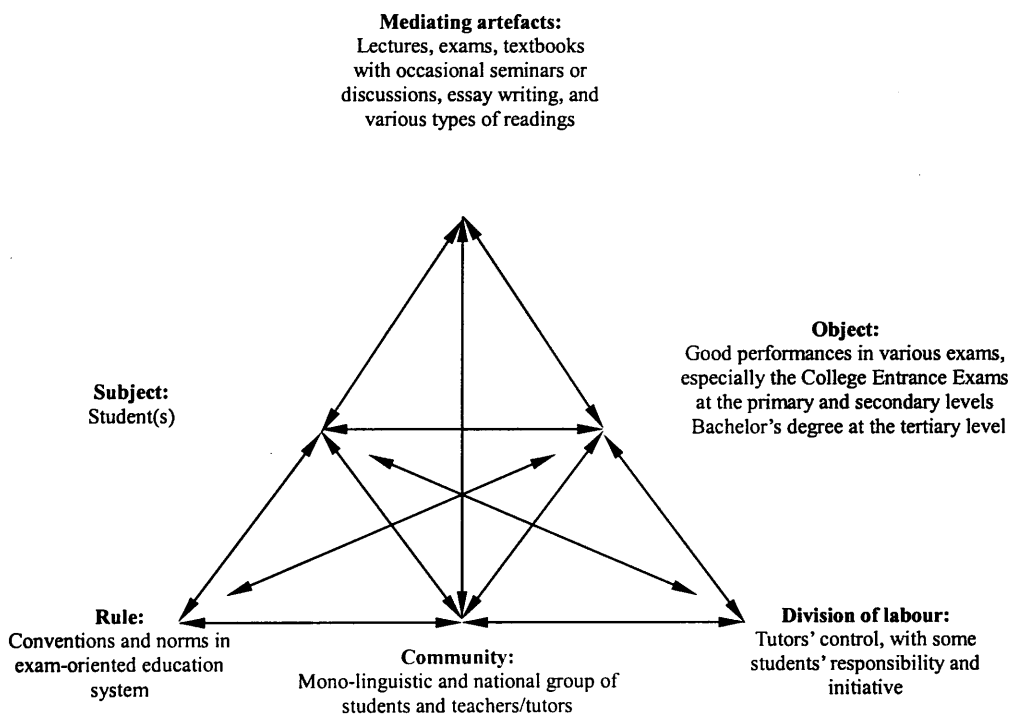 Mediating artefacts:
Lectures, exams, textbooks
with occasional seminars or
discussions, essay writing, and
various types of readings
Object:
Good performances in various exams,
especially the College Entrance Exams
at the primary and secondary levels
Bachelor's degree at the tertiary level
Subject:
Student(s)
Rule:
Conventions and norms in
exam-oriented education
system
Community:
Mono-linguistic and national group of
students and teachers/tutors
Division of labour:
Tutors' control, with some
students' responsibility and
initiative